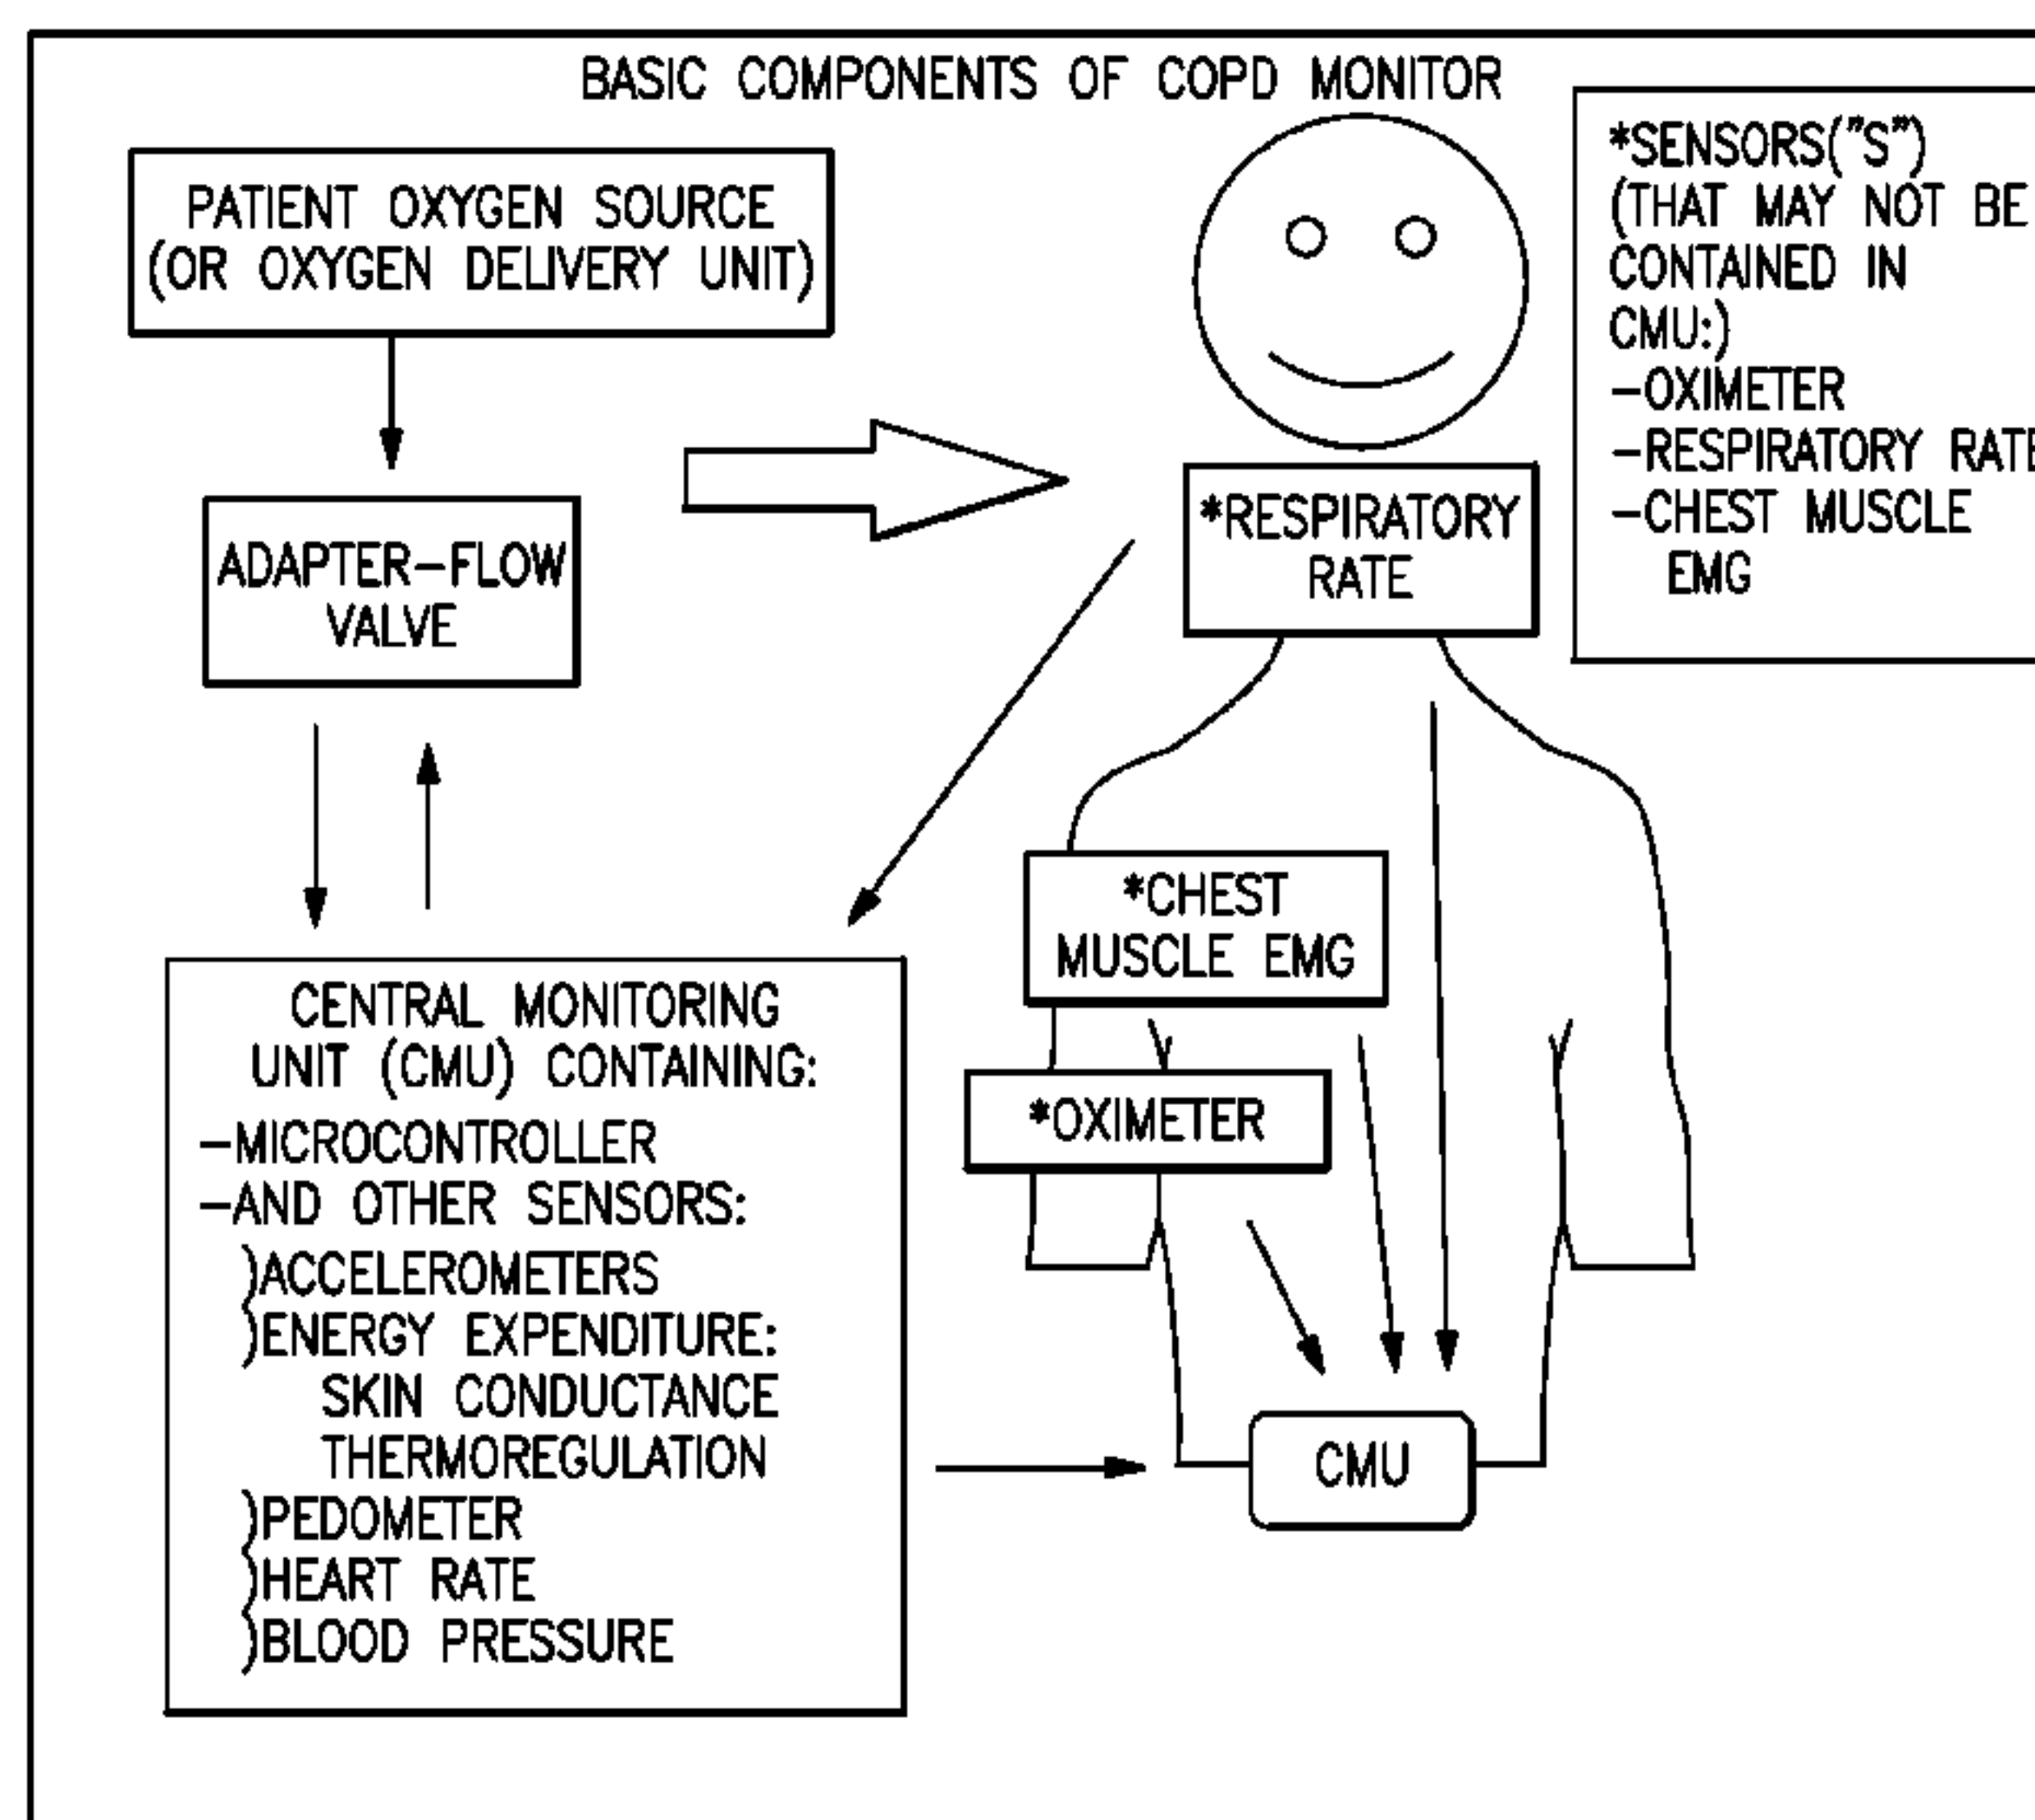 BASIC COMPONENTS OF COPD MONITOR
PATIENT OXYGEN SOURCE
(OR OXYGEN DELIVERY UNIT)
ADAPTER-FLOW
VALVE
*SENSORS("S")
(THAT MAY NOT BE
CONTAINED IN
CMU:)
-OXIMETER
-RESPIRATORY RATE
-CHEST MUSCLE
EMG
*RESPIRATORY
RATE
*CHEST
MUSCLE EMG
*OXIMETER
CENTRAL MONITORING
UNIT (CMU) CONTAINING:
-MICROCONTROLLER
-AND OTHER SENSORS:
)ACCELEROMETERS
)ENERGY EXPENDITURE:
SKIN CONDUCTANCE
THERMOREGULATION
)PEDOMETER
)HEART RATE
)BLOOD PRESSURE
CMU